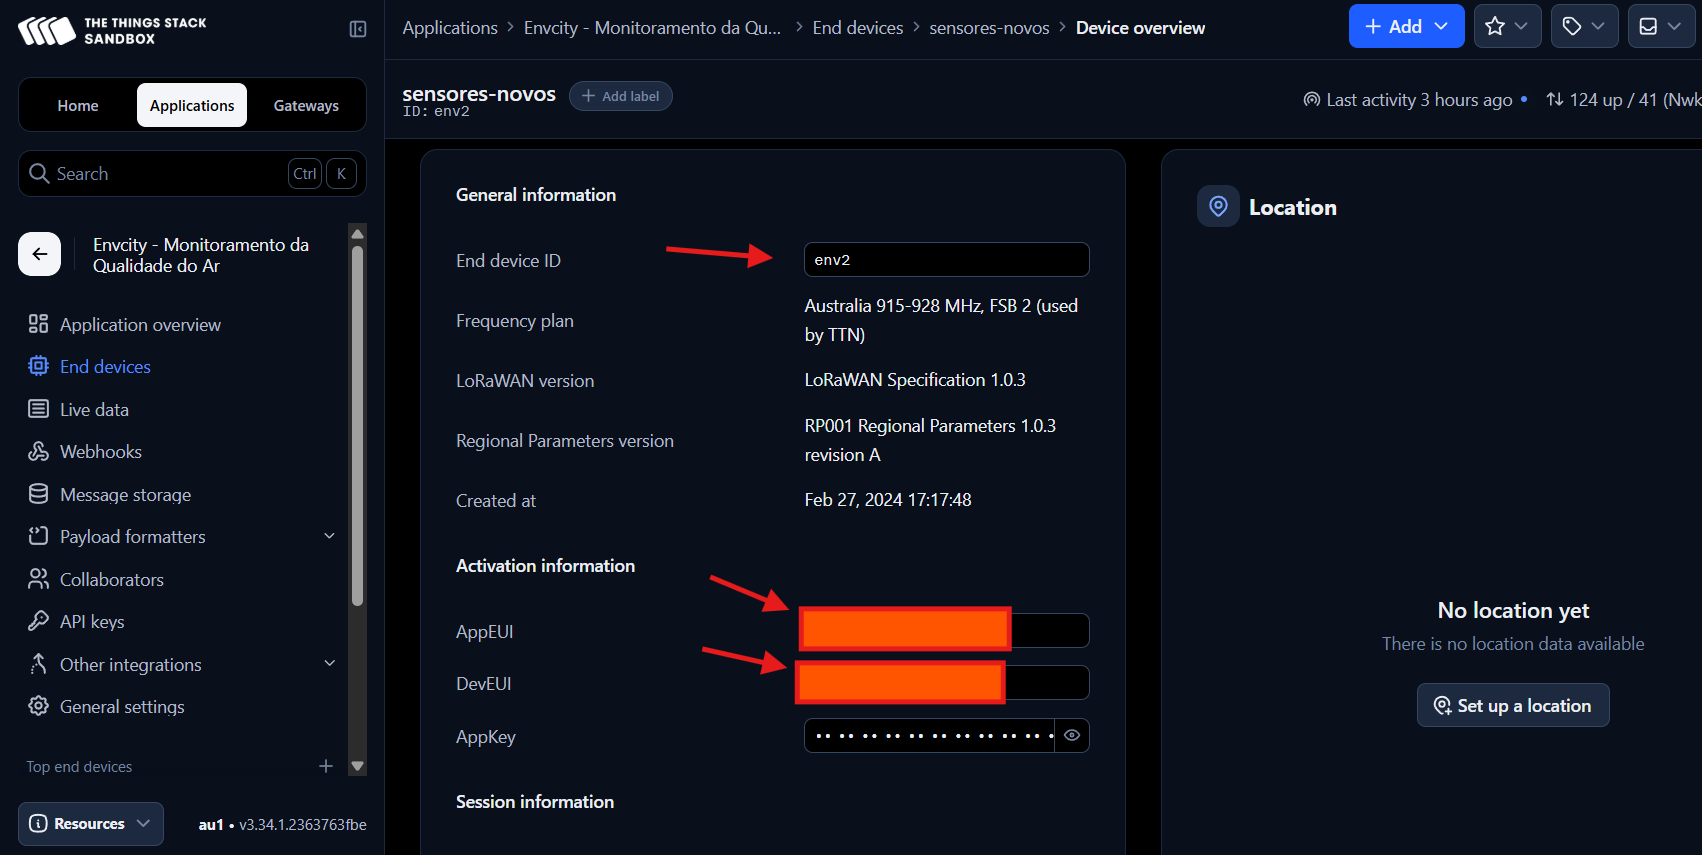 THE THINGS STACK
SANDBOX
Home
Applications
Gateways
Search
Ctrl
K
Envcity - Monitoramento da
Qualidade do Ar
Application overview
End devices
Live data
Webhooks
Message storage
Payload formatters
Collaborators
API keys
Other integrations
General settings
Top end devices
Resources
au1 • v3.34.1.2363763fbe
Applications > Envcity - Monitoramento da Qu... > End devices > sensores-novos > Device overview
Add
sensores-novos
Add label
ID: env2
Last activity 3 hours ago • 124 up / 41 (Nwk
General information
End device ID
env2
Frequency plan
Australia 915-928 MHz, FSB 2 (used
by TTN)
LoRaWAN version
LoRaWAN Specification 1.0.3
Regional Parameters version
RP001 Regional Parameters 1.0.3
revision A
Created at
Feb 27, 2024 17:17:48
Activation information
AppEUI
DevEUI
AppKey
Session information
Location
No location yet
There is no location data available
Set up a location